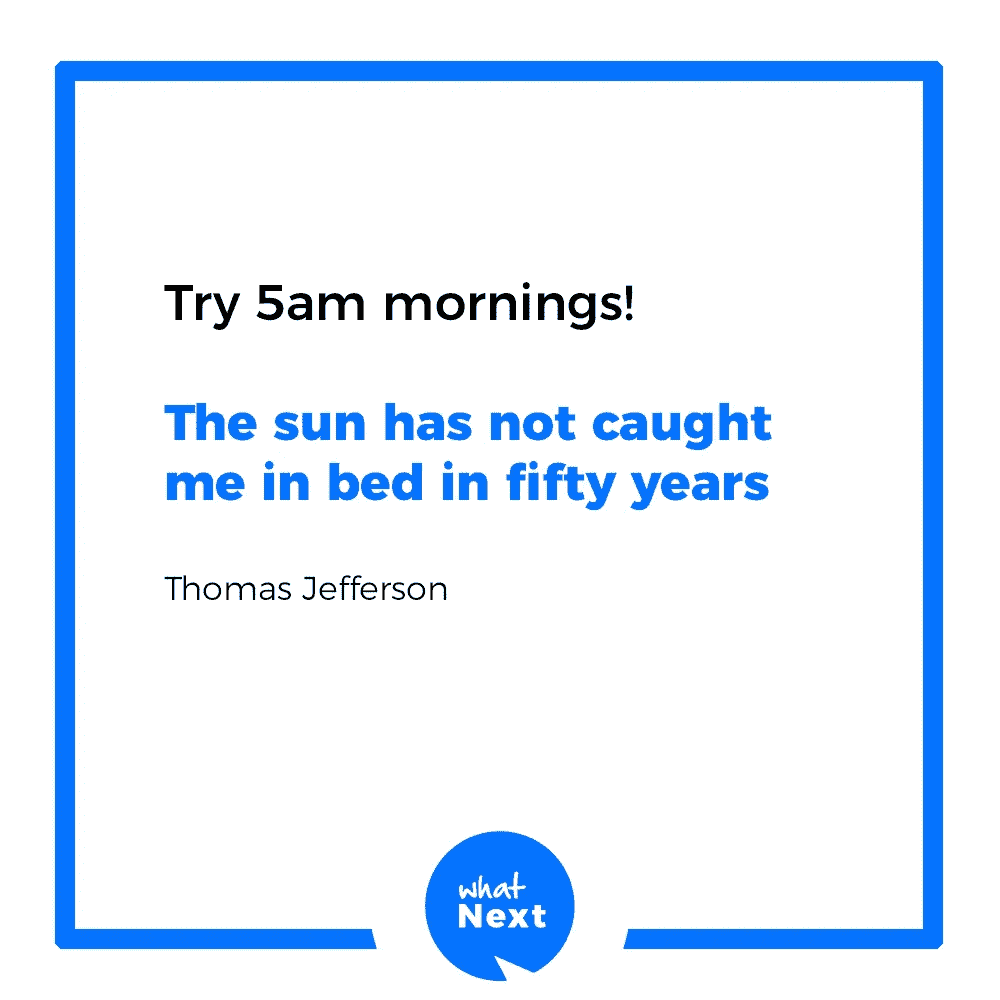 Try 5am mornings!
The sun has not caught
me in bed in fifty years
Thomas Jefferson
what
Next